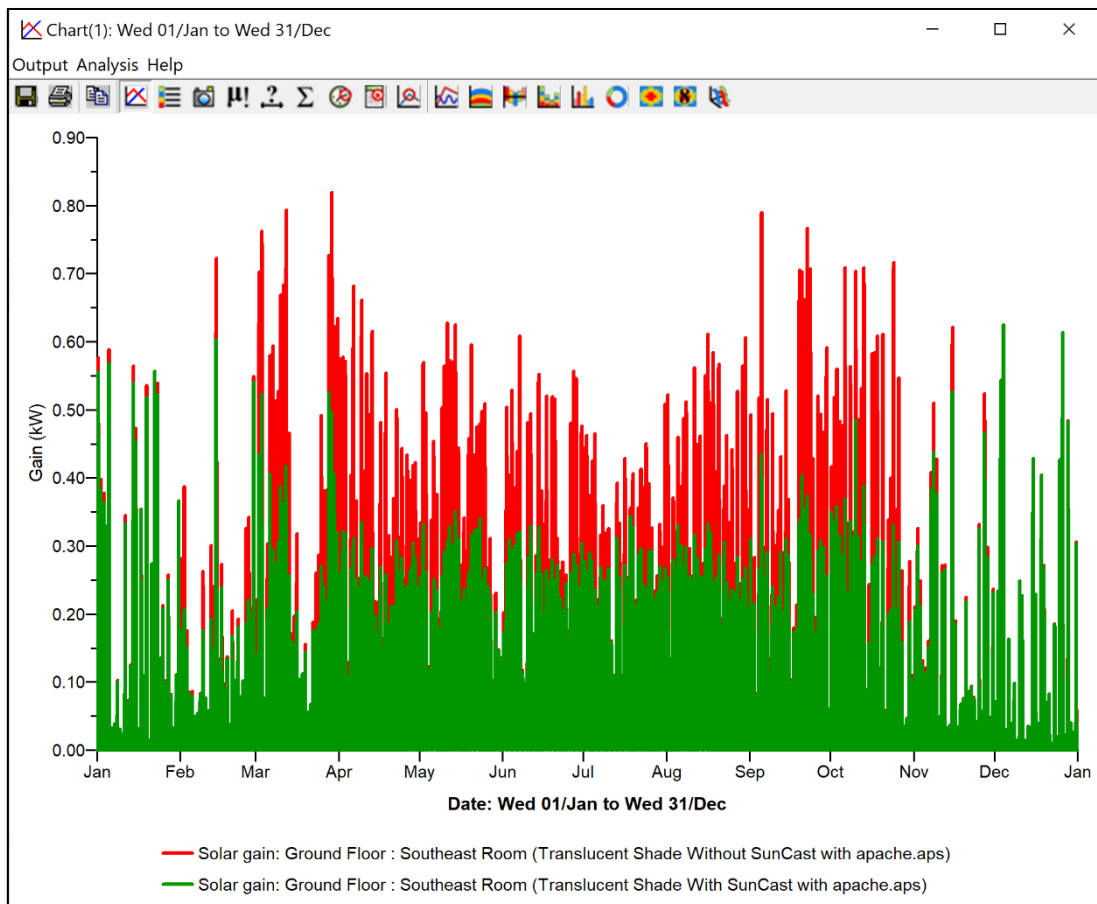 Chart(1): Wed 01/Jan to Wed 31/Dec
Output Analysis Help
μ! ? Σ 8
0.90
0.80
0.70
0.60
0.50
0.40
0.30
0.20
0.10
0.00
Gain (kW)
Jan Feb Mar Apr May Jun Jul Aug Sep Oct Nov Dec Jan
Date: Wed 01/Jan to Wed 31/Dec
Solar gain: Ground Floor : Southeast Room (Translucent Shade Without SunCast with apache.aps)
Solar gain: Ground Floor : Southeast Room (Translucent Shade With SunCast with apache.aps)